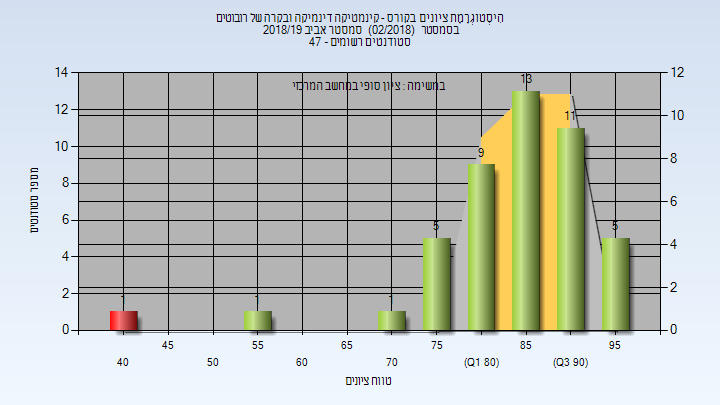 היסטוגרמת ציונים בקורס - קינמטיקה דינמיקה ובקרה של רובוטים
בסמסטר (02/2018) סמסטר אביב 2018/19
סטודנטים רשומים - 47
במשימה : ציון סופי במחשב המרכזי
מספר סטודנטים
14 12 10 8 6 4 2 0
12 10 8 6 4 2 0
1 1 1 5 9 13 11 5
45 55 65 75 85 95
40 50 60 70 (Q1 80) (Q3 90)
טווח ציונים